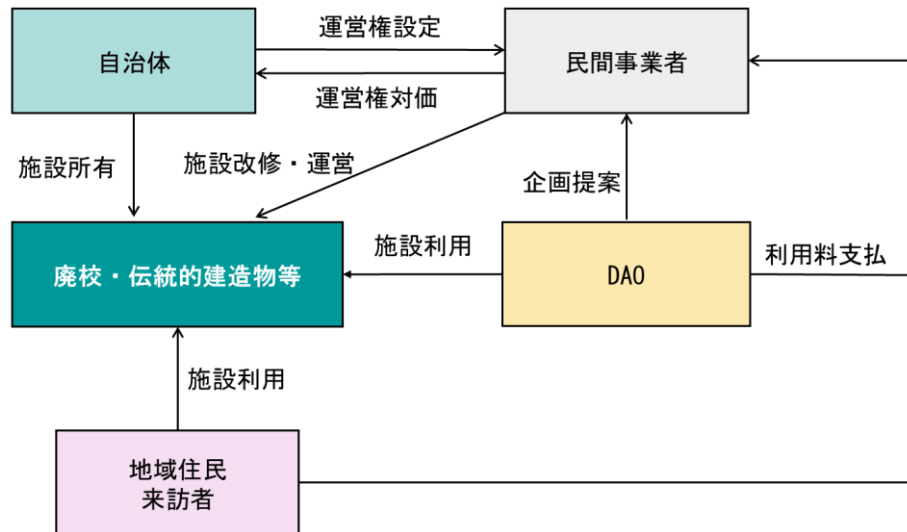 運営権設定
自治体
民間事業者
運営権対価
施設所有
施設改修・運営
企画提案
廃校・伝統的建造物等
施設利用
DAO
利用料支払
施設利用
地域住民
来訪者